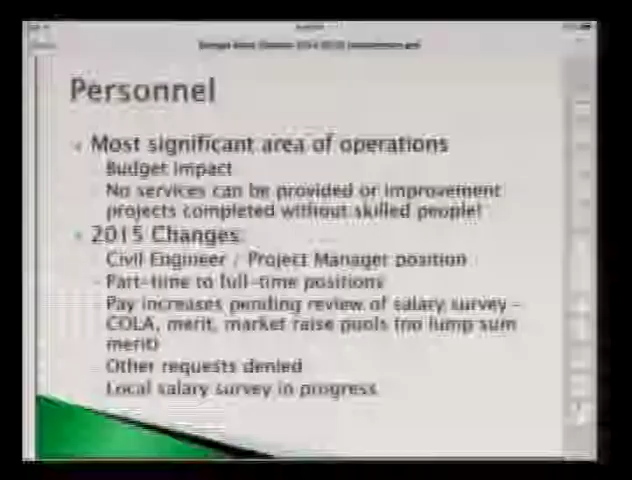 Personnel
Most significant area of operations
Budget impact
No services can be provided or improvement
projects completed without skilled people!
2015 Changes
Civil Engineer / Project Manager position
Part-time to full-time positions
Pay increases pending review of salary survey –
COLA, merit, market raise pools (no lump sum
merit)
Other requests denied
Local salary survey in progress